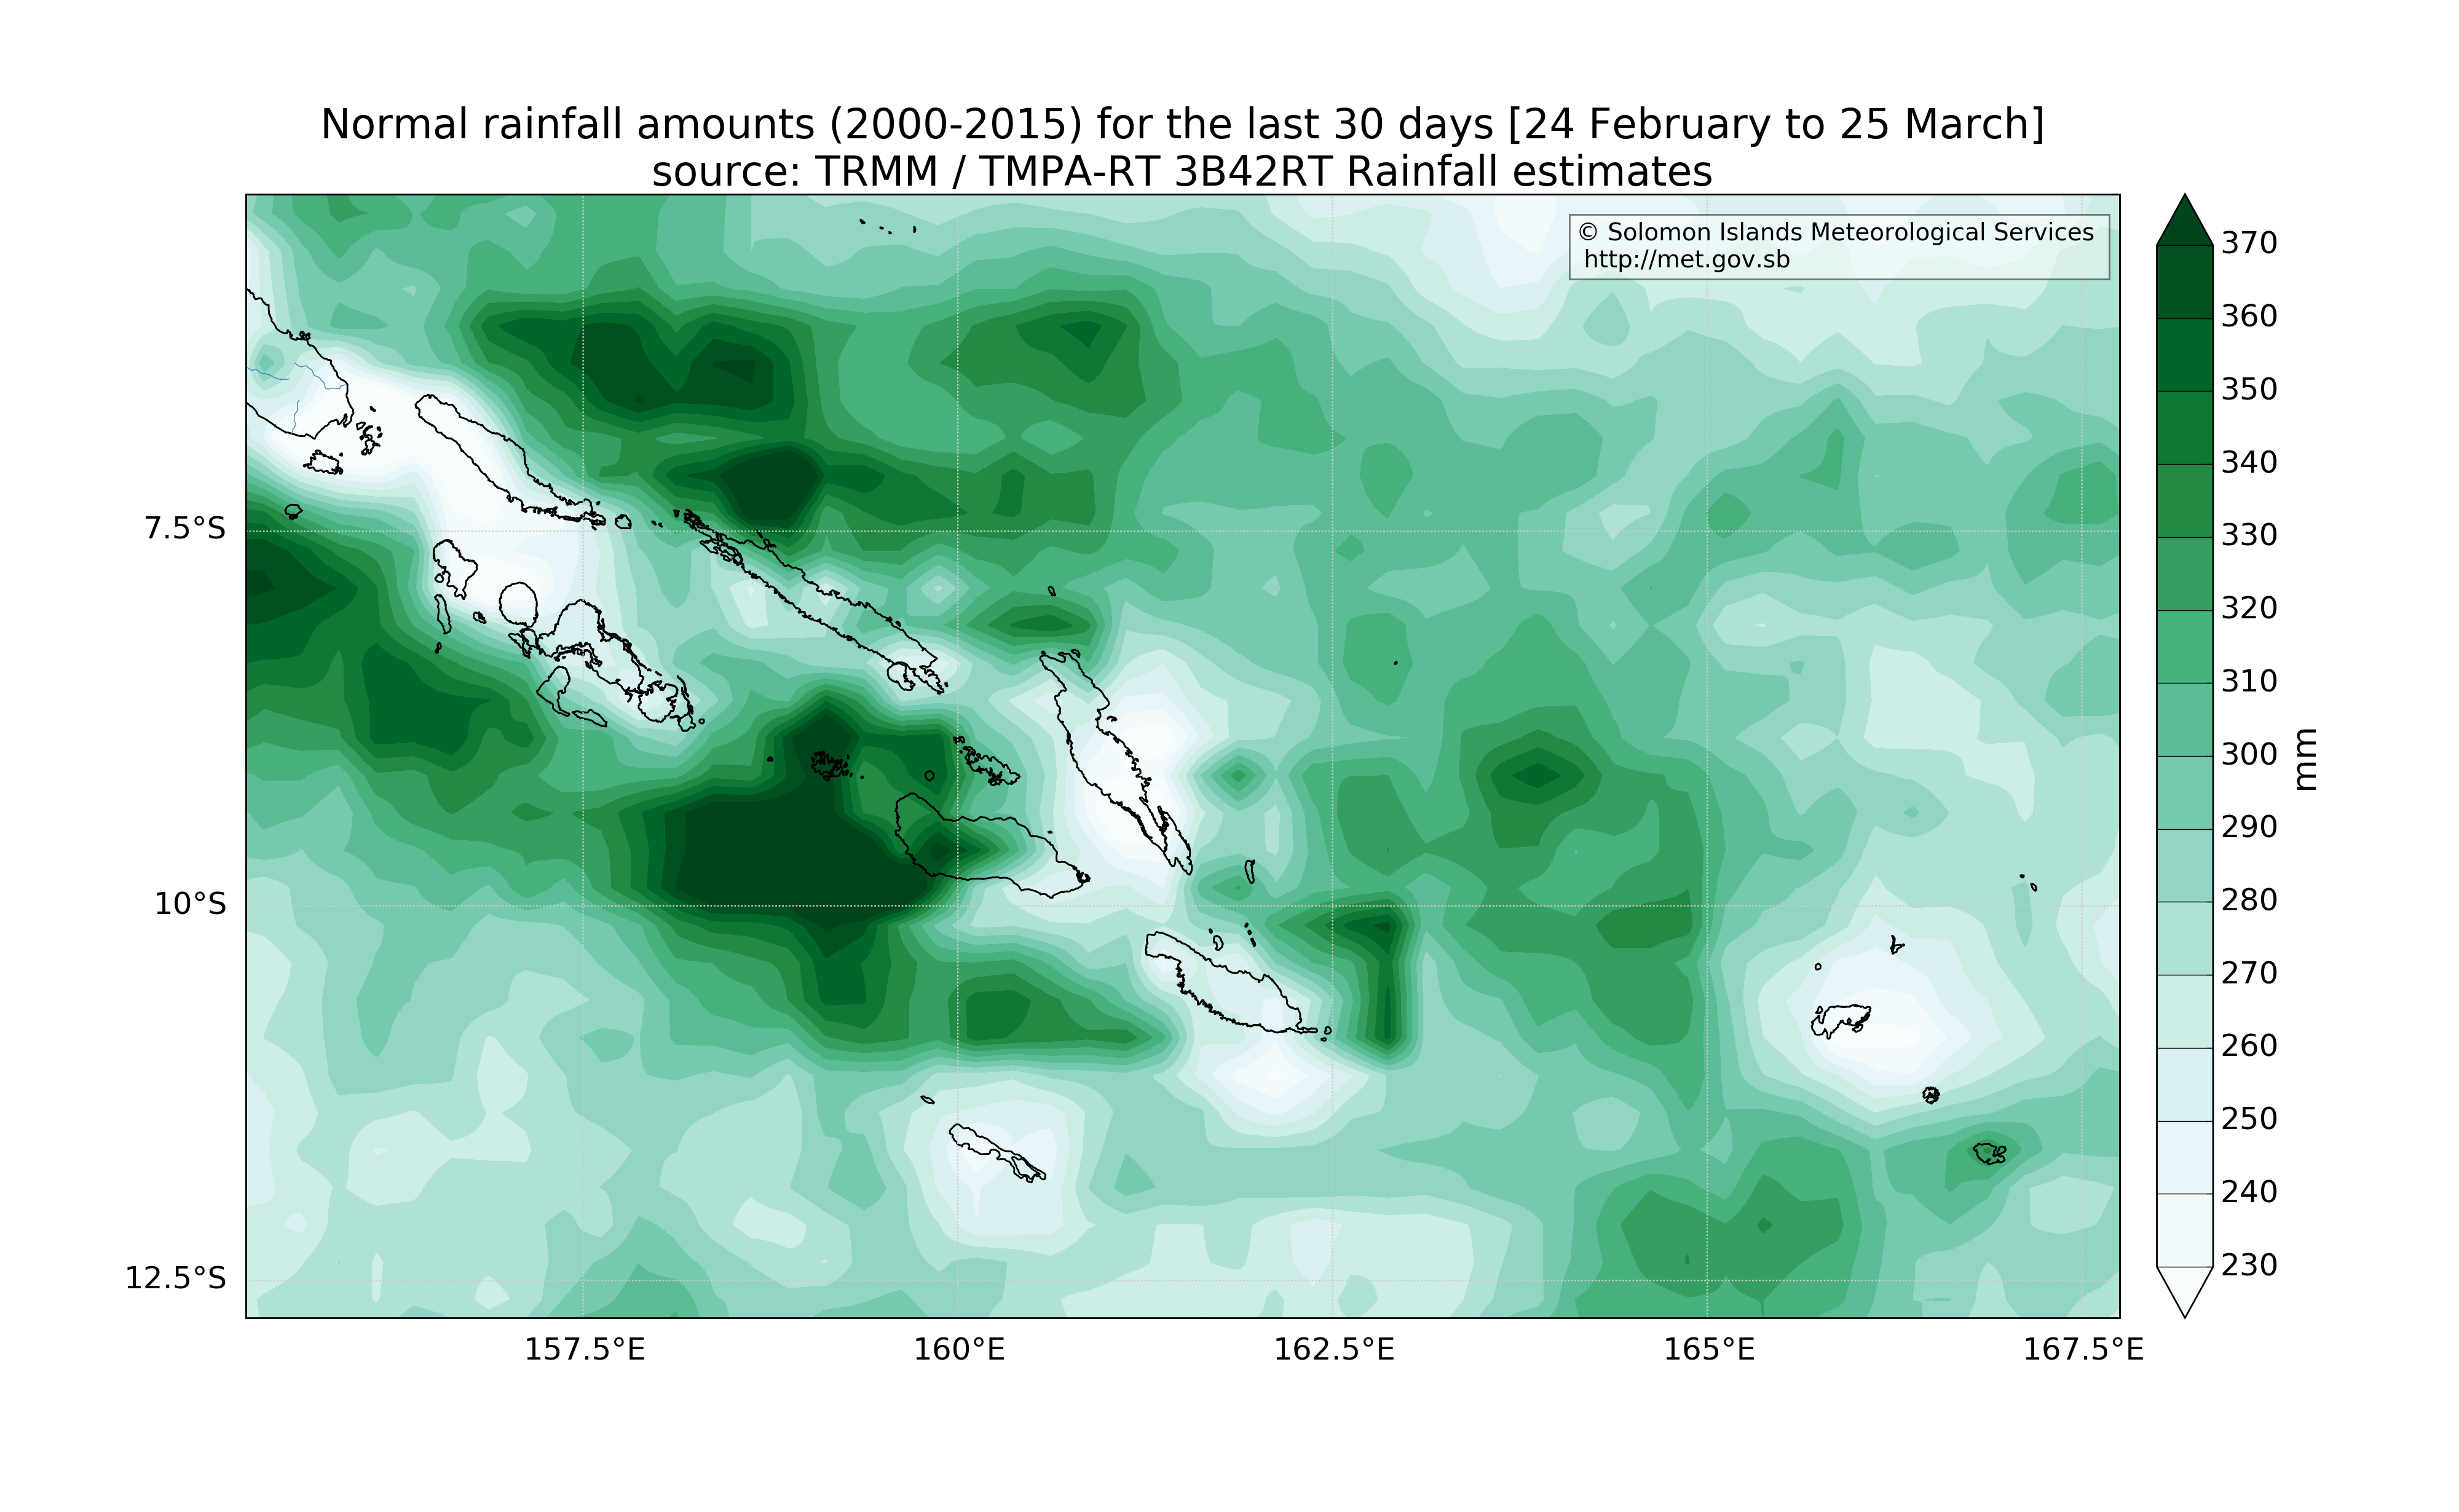 Normal rainfall amounts (2000-2015) for the last 30 days [24 February to 25 March]
source: TRMM / TMPA-RT 3B42RT Rainfall estimates
© Solomon Islands Meteorological Services
http://met.gov.sb
7.5°S
10°S
12.5°S
157.5°E
160°E
162.5°E
165°E
167.5°E
370
360
350
340
330
320
310
300
290
280
270
260
250
240
230
mm